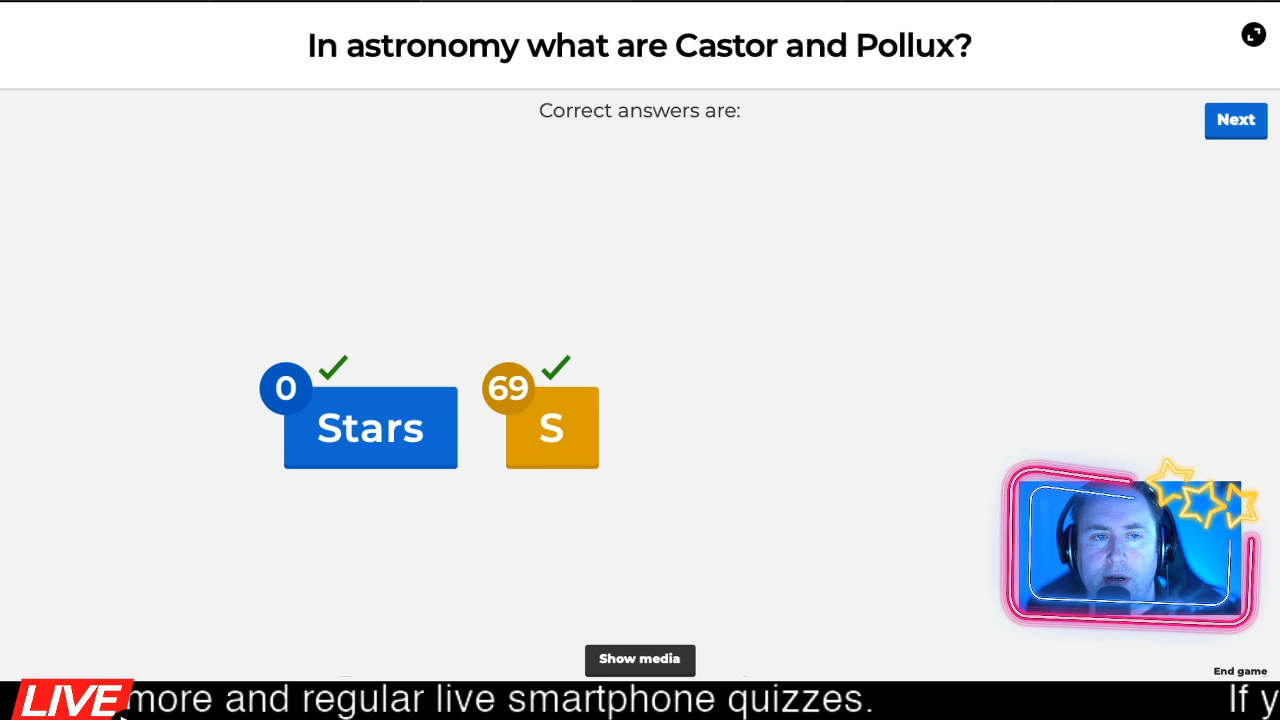 In astronomy what are Castor and Pollux?
Correct answers are:
Next
0
Stars
69
S
Show media
End game
LIVE more and regular live smartphone quizzes. If y